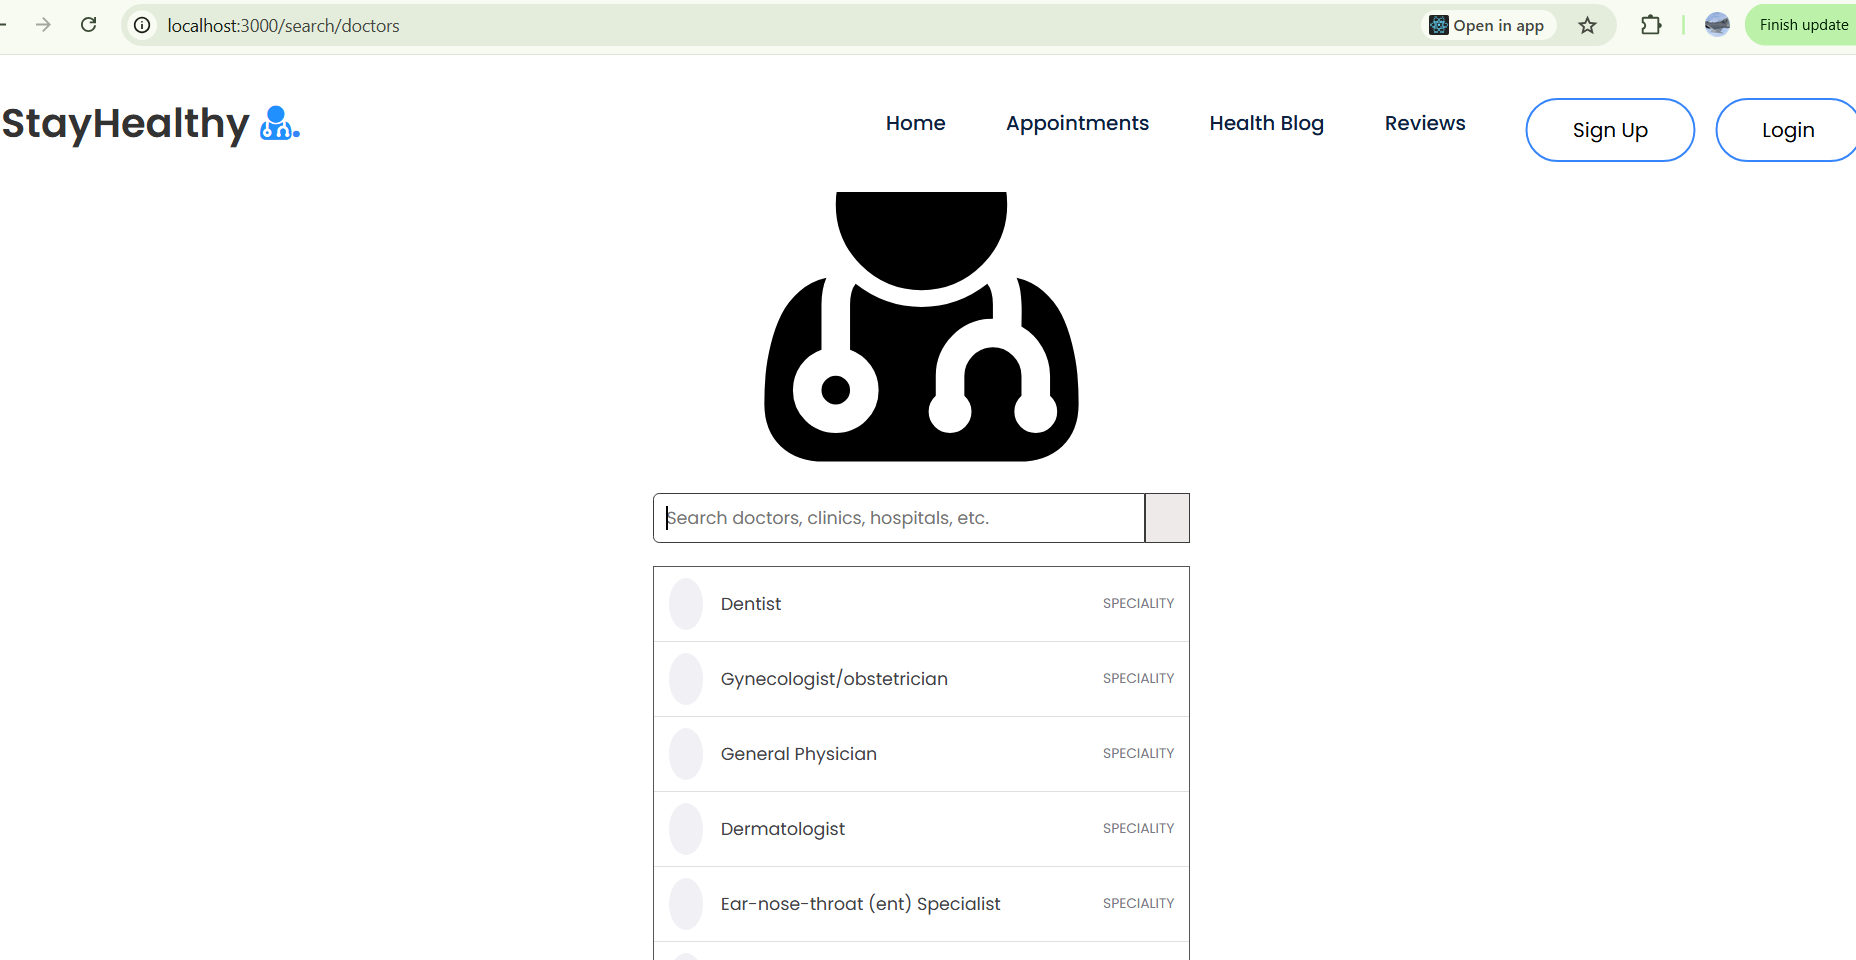 localhost:3000/search/doctors
Open in app
Finish update
StayHealthy
Home
Appointments
Health Blog
Reviews
Sign Up
Login
Search doctors, clinics, hospitals, etc.
Dentist SPECIALITY
Gynecologist/obstetrician SPECIALITY
General Physician SPECIALITY
Dermatologist SPECIALITY
Ear-nose-throat (ent) Specialist SPECIALITY